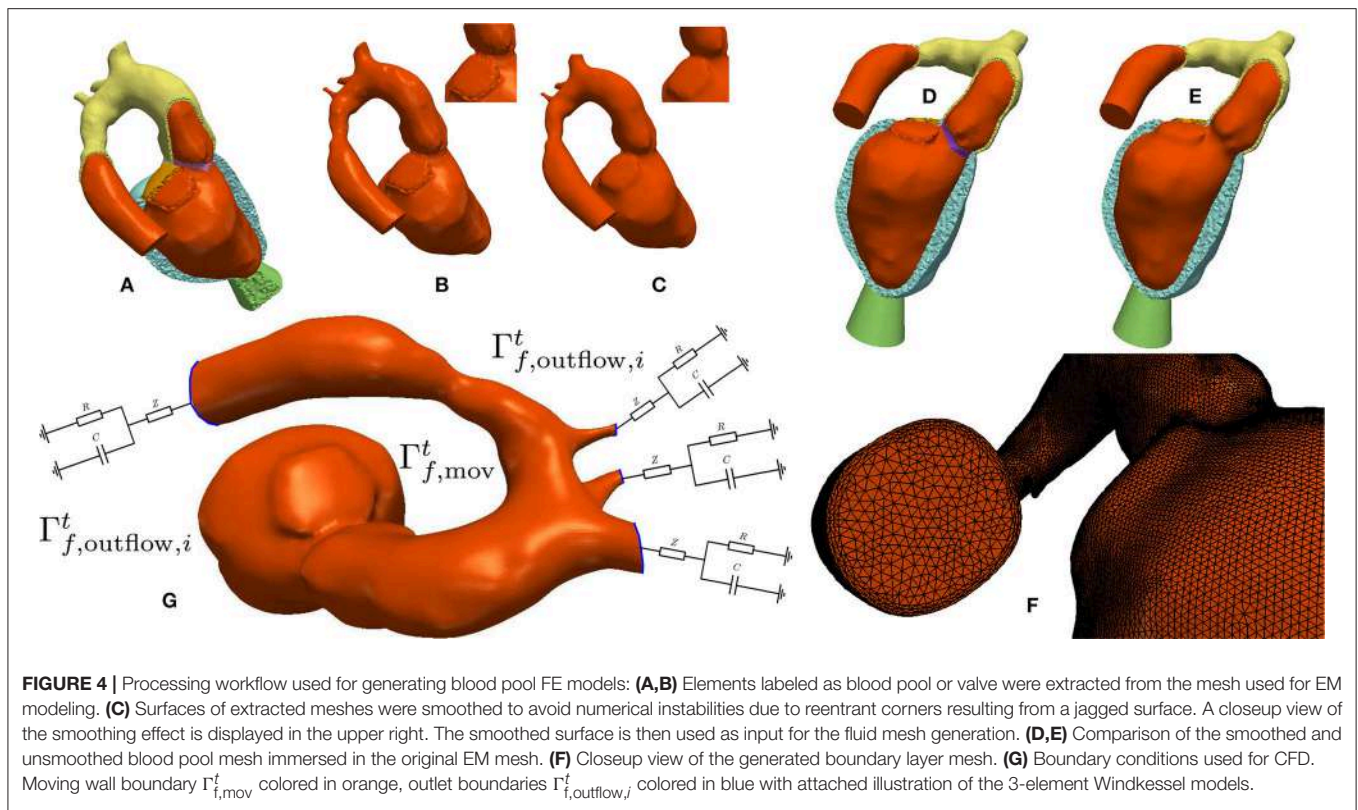 A
B
C
D
E
Γ^t_{f,outflow,i}
R
C
Z
R
Z
C
Γ^t_{f,mov}
R
Z
C
Γ^t_{f,outflow,i}
R
Z
C
G
F
FIGURE 4 | Processing workflow used for generating blood pool FE models: (A,B) Elements labeled as blood pool or valve were extracted from the mesh used for EM
modeling. (C) Surfaces of extracted meshes were smoothed to avoid numerical instabilities due to reentrant corners resulting from a jagged surface. A closeup view of
the smoothing effect is displayed in the upper right. The smoothed surface is then used as input for the fluid mesh generation. (D,E) Comparison of the smoothed and
unsmoothed blood pool mesh immersed in the original EM mesh. (F) Closeup view of the generated boundary layer mesh. (G) Boundary conditions used for CFD.
Moving wall boundary Γ^t_{f,mov} colored in orange, outlet boundaries Γ^t_{f,outflow,i} colored in blue with attached illustration of the 3-element Windkessel models.